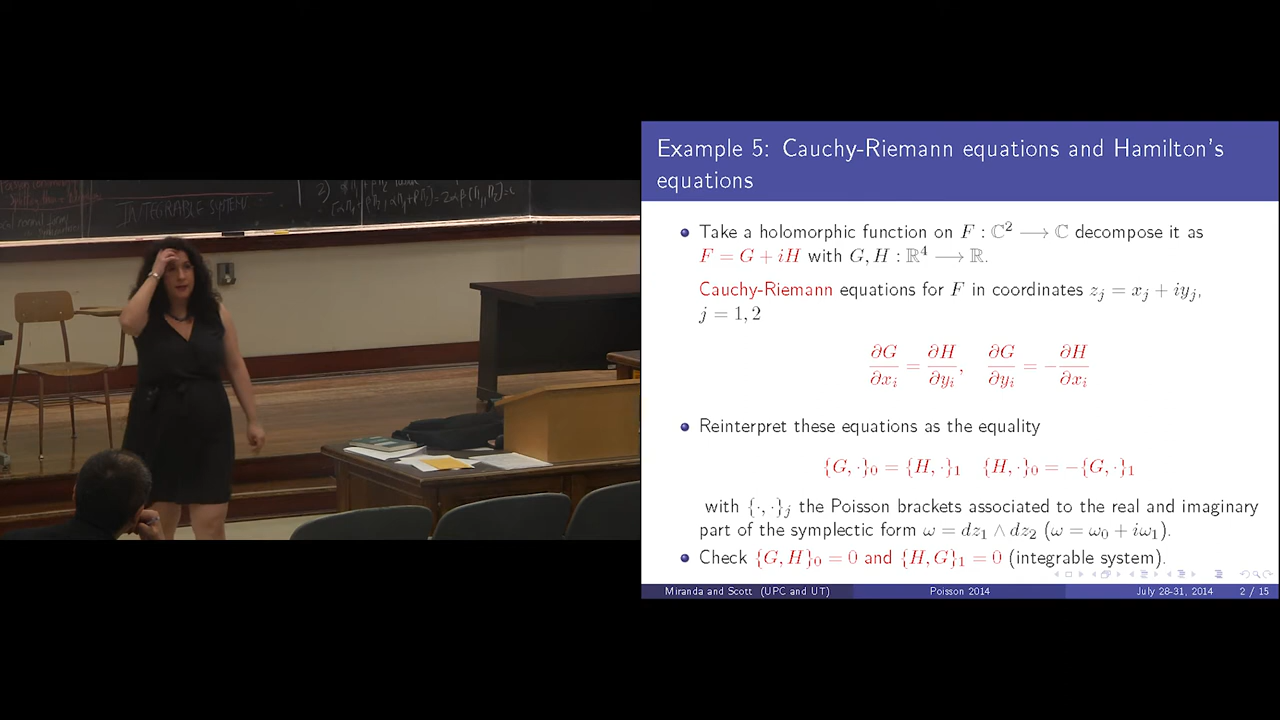 INTEGRABLE SYSTEM
2)
Example 5: Cauchy-Riemann equations and Hamilton's
equations
• Take a holomorphic function on F : ℂ² ⟶ ℂ decompose it as
F = G + iH with G, H : ℝ⁴ ⟶ ℝ.
Cauchy-Riemann equations for F in coordinates z_j = x_j + iy_j,
j = 1, 2
∂G/∂x_i = ∂H/∂y_i, ∂G/∂y_i = −∂H/∂x_i
• Reinterpret these equations as the equality
{G, ·}₀ = {H, ·}₁ {H, ·}₀ = −{G, ·}₁
with {·, ·}_j the Poisson brackets associated to the real and imaginary
part of the symplectic form ω = dz₁ ∧ dz₂ (ω = ω₀ + iω₁).
• Check {G, H}₀ = 0 and {H, G}₁ = 0 (integrable system).
Miranda and Scott (UPC and UT) Poisson 2014 July 28-31, 2014 2 / 15